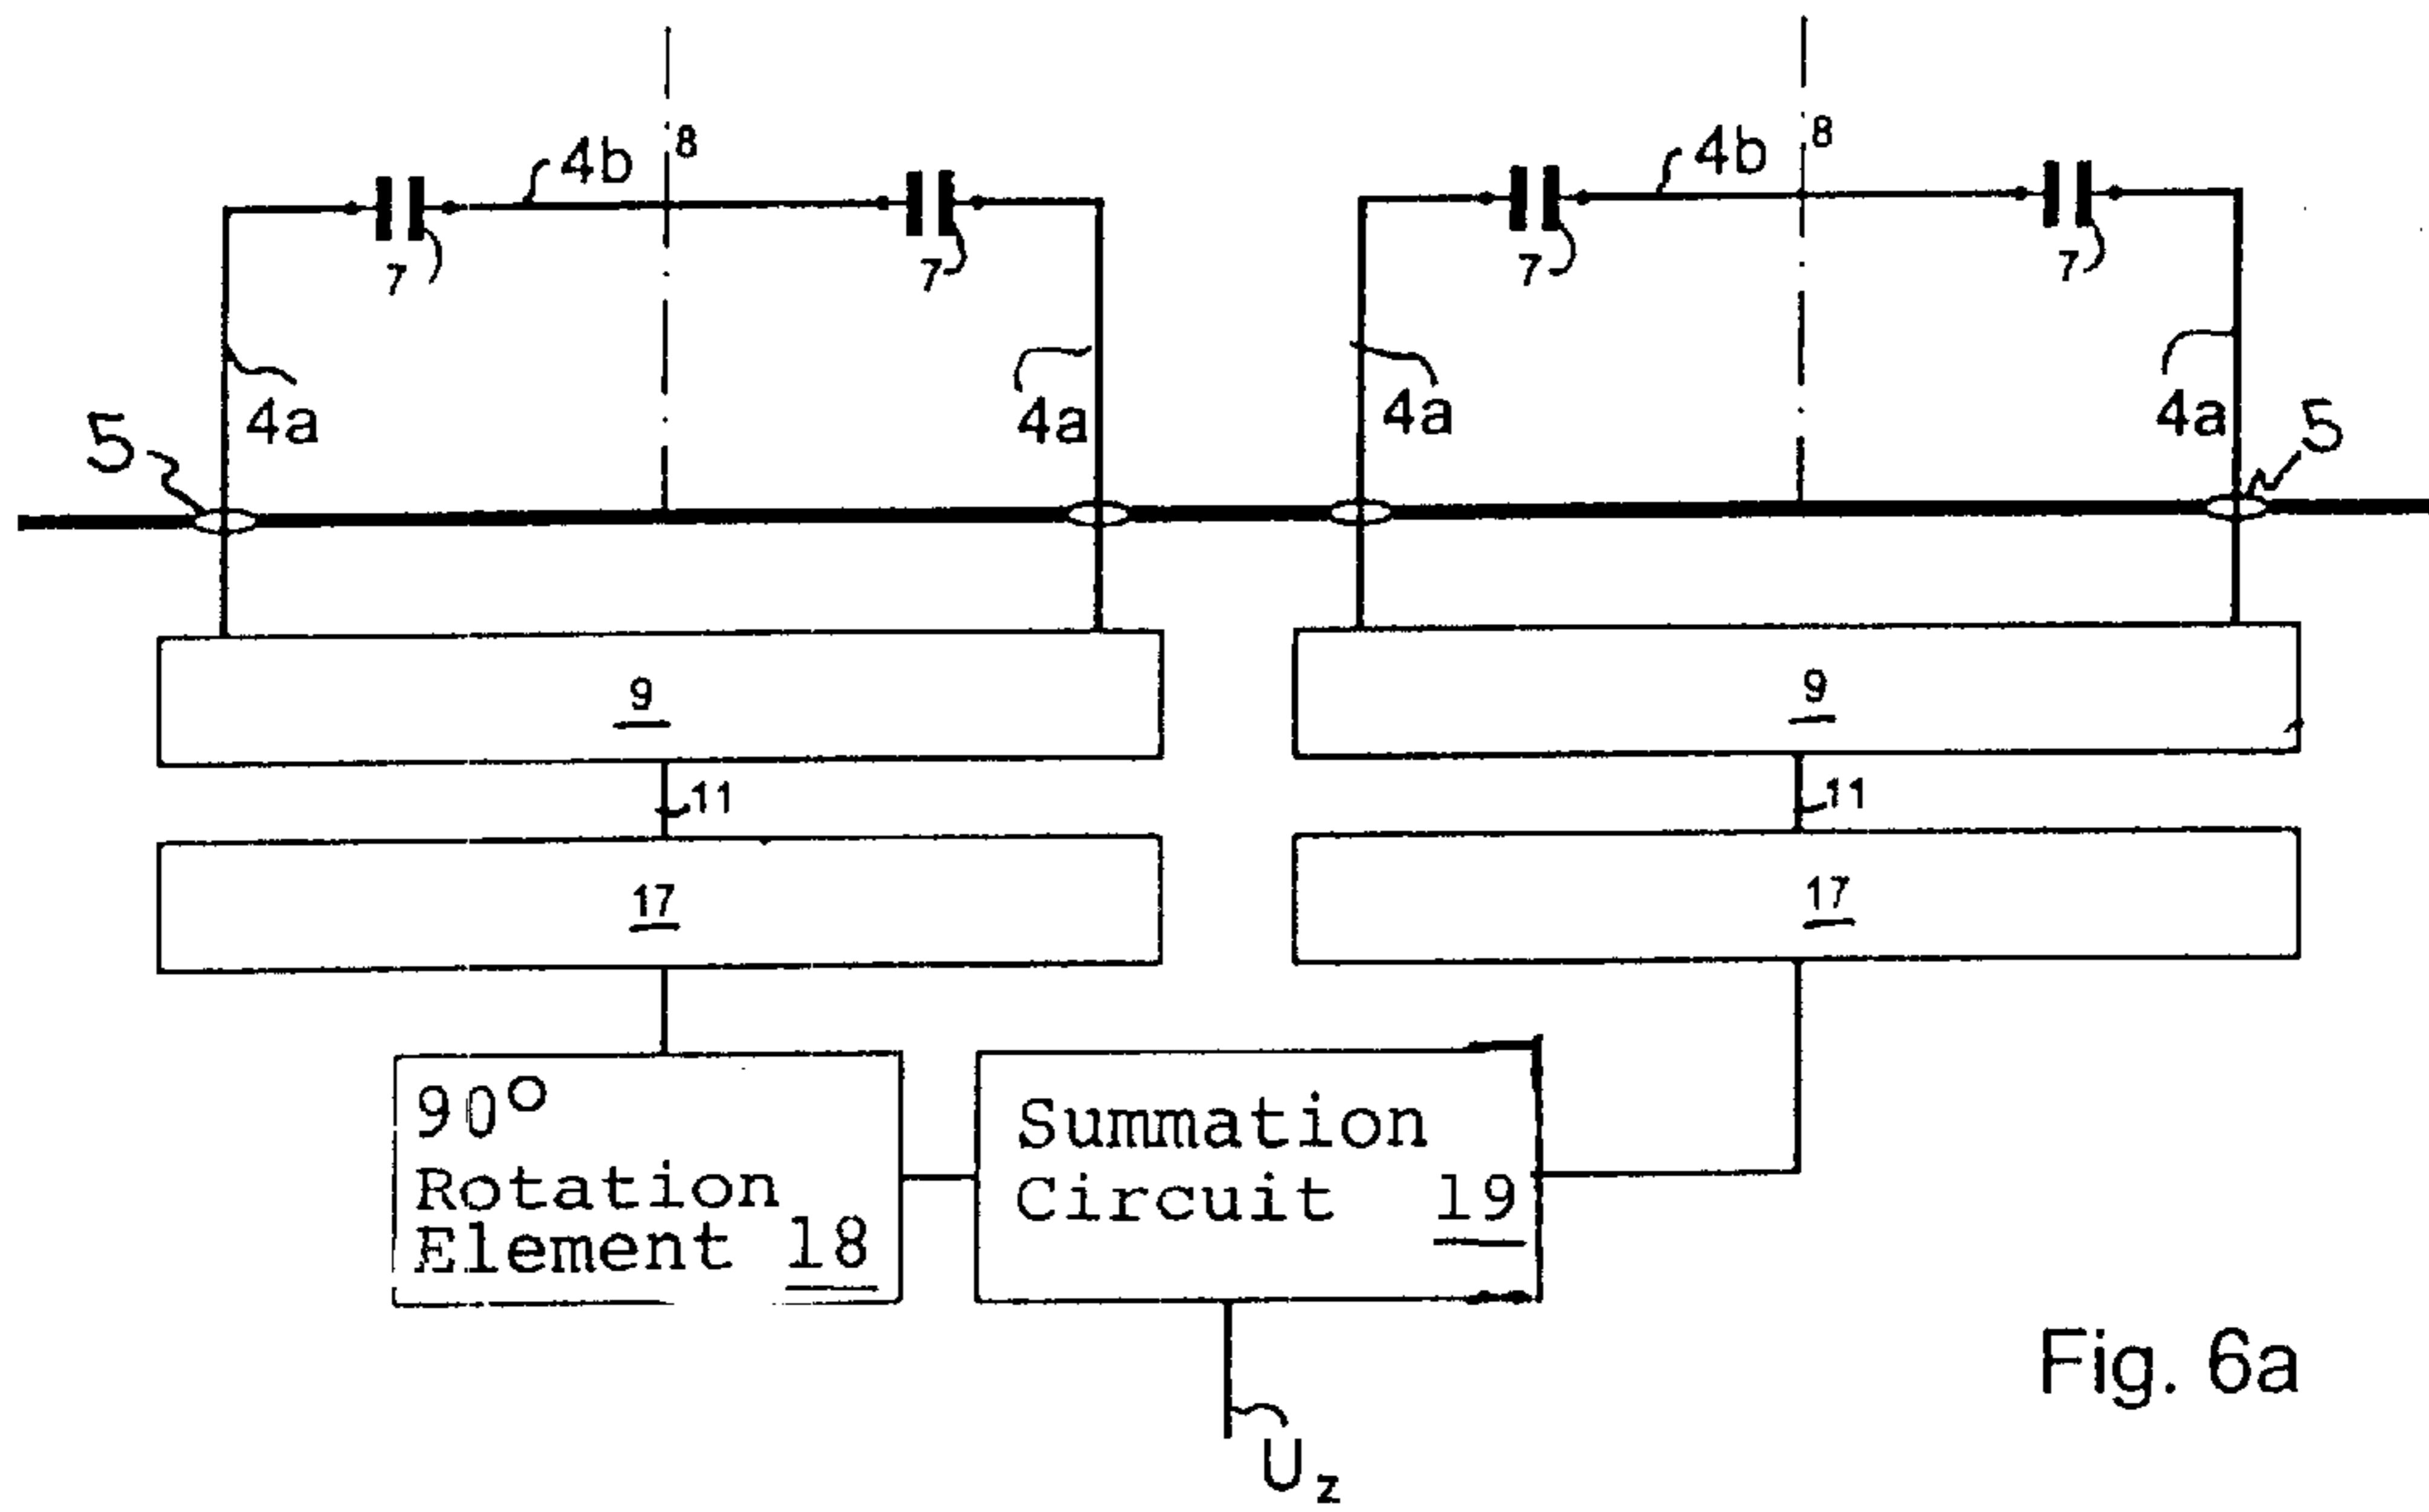 8
8
4b
4b
7
7
7
7
4a
4a
4a
4a
5
5
9
9
11
11
17
17
90°
Rotation
Element 18
Summation
Circuit 19
Fig. 6a
Uz